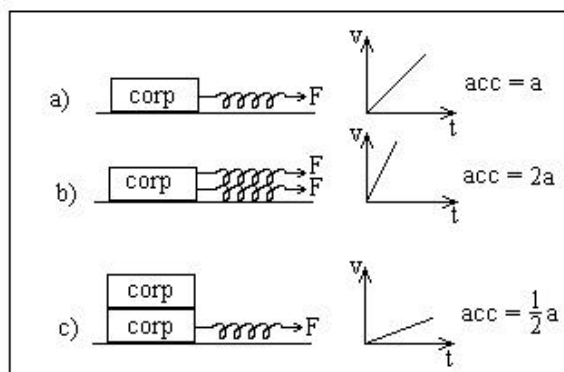 a) corp F v t acc = a
b) corp F F v t acc = 2a
corp
c) corp F v t acc = 1/2 a